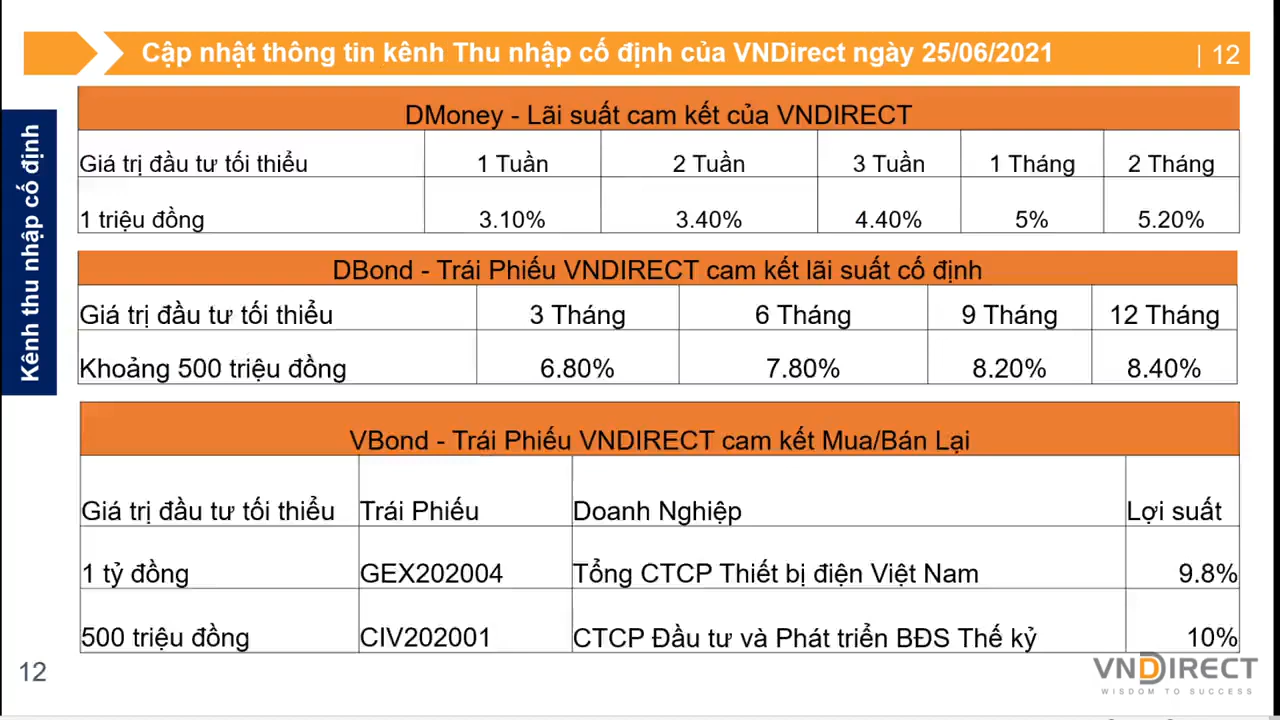 Cập nhật thông tin kênh Thu nhập cố định của VNDirect ngày 25/06/2021 | 12
Kênh thu nhập cố định
DMoney - Lãi suất cam kết của VNDIRECT
Giá trị đầu tư tối thiểu 1 Tuần 2 Tuần 3 Tuần 1 Tháng 2 Tháng
1 triệu đồng 3.10% 3.40% 4.40% 5% 5.20%
DBond - Trái Phiếu VNDIRECT cam kết lãi suất cố định
Giá trị đầu tư tối thiểu 3 Tháng 6 Tháng 9 Tháng 12 Tháng
Khoảng 500 triệu đồng 6.80% 7.80% 8.20% 8.40%
VBond - Trái Phiếu VNDIRECT cam kết Mua/Bán Lại
Giá trị đầu tư tối thiểu Trái Phiếu Doanh Nghiệp Lợi suất
1 tỷ đồng GEX202004 Tổng CTCP Thiết bị điện Việt Nam 9.8%
500 triệu đồng CIV202001 CTCP Đầu tư và Phát triển BĐS Thế kỷ 10%
12
VNDIRECT
WISDOM TO SUCCESS